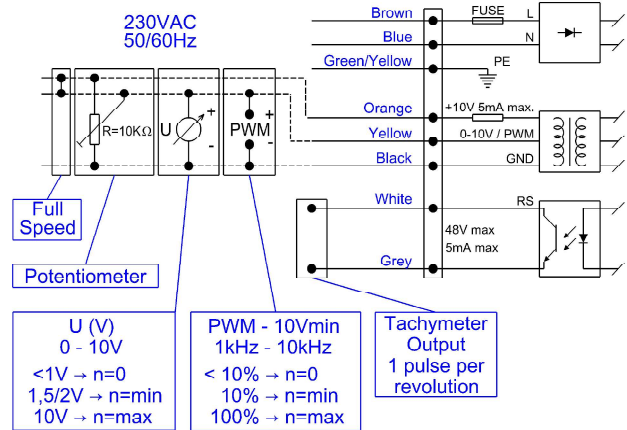 230VAC
50/60Hz
Brown
FUSE
L
Blue
N
Green/Yellow
PE
Orange
+10V 5mA max.
Yellow
0-10V / PWM
Black
GND
R=10KΩ
U
+
-
PWM
+
-
White
RS
48V max
5mA max
Grey
Full
Speed
Potentiometer
U (V)
0 - 10V
<1V → n=0
1,5/2V → n=min
10V → n=max
PWM - 10Vmin
1kHz - 10kHz
< 10% → n=0
10% → n=min
100% → n=max
Tachymeter
Output
1 pulse per
revolution